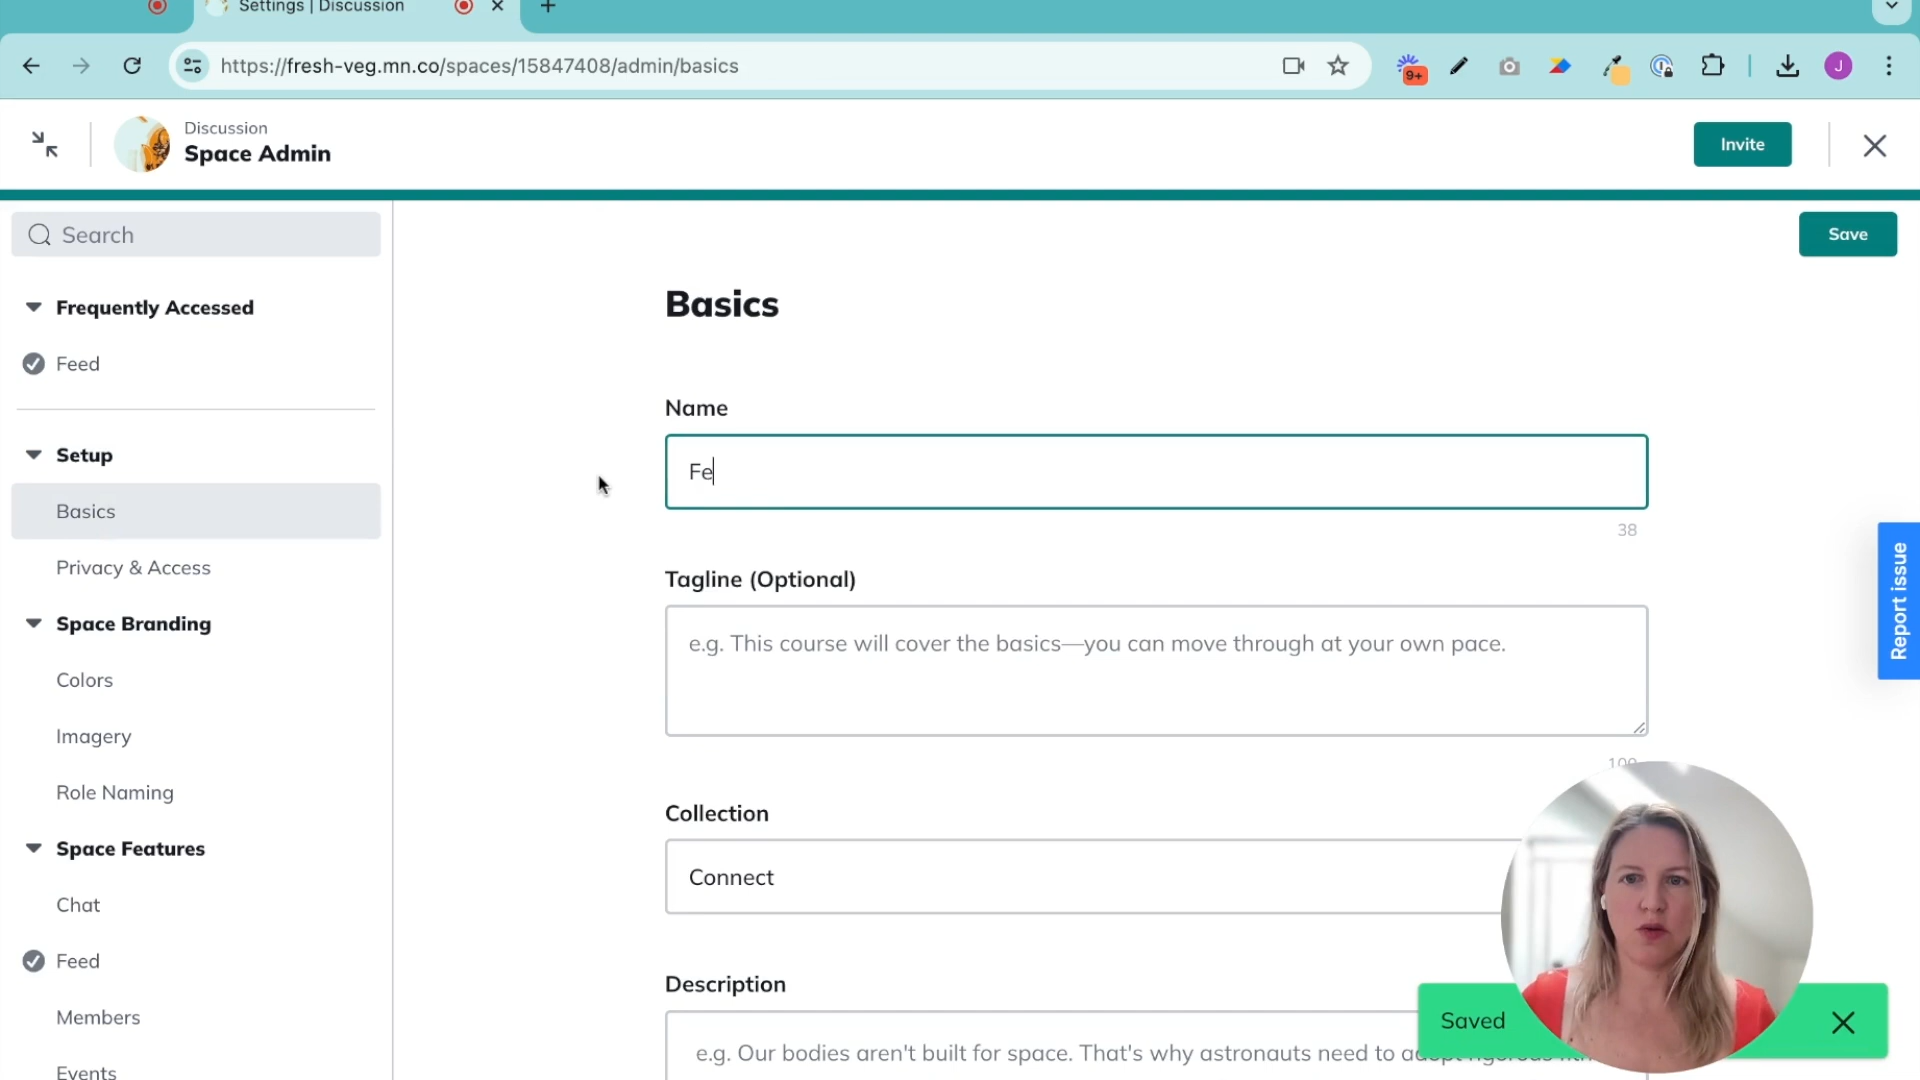 Settings | Discussion
https://fresh-veg.mn.co/spaces/15847408/admin/basics
9+
J
Discussion
Space Admin
Invite
Search
Save
Frequently Accessed
Feed
Setup
Basics
Privacy & Access
Space Branding
Colors
Imagery
Role Naming
Space Features
Chat
Feed
Members
Events
Basics
Name
Fe
38
Tagline (Optional)
e.g. This course will cover the basics—you can move through at your own pace.
100
Collection
Connect
Description
e.g. Our bodies aren't built for space. That's why astronauts need to
Report issue
Saved